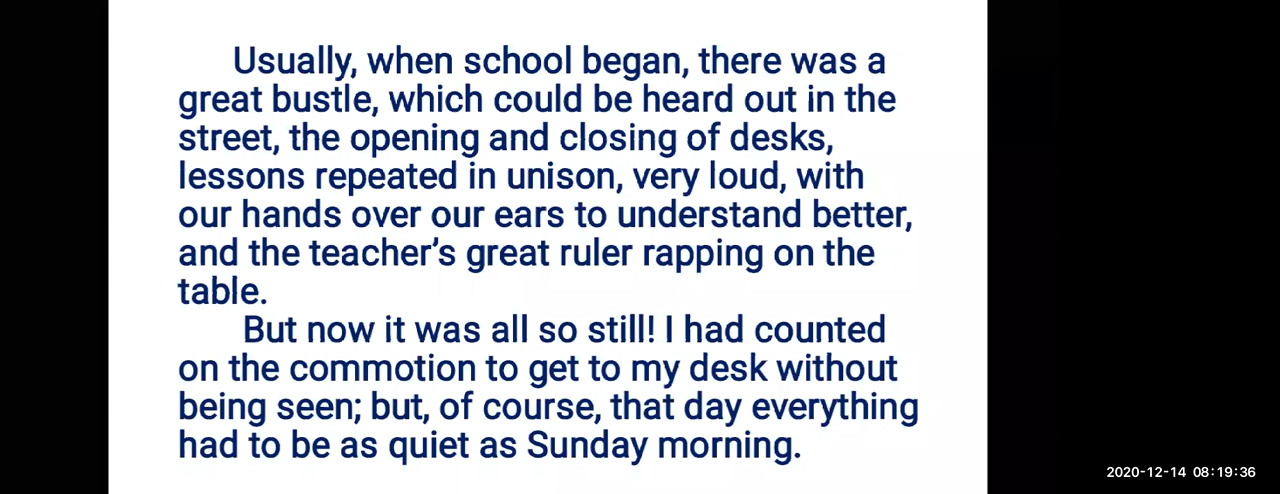 Usually, when school began, there was a
great bustle, which could be heard out in the
street, the opening and closing of desks,
lessons repeated in unison, very loud, with
our hands over our ears to understand better,
and the teacher’s great ruler rapping on the
table.
But now it was all so still! I had counted
on the commotion to get to my desk without
being seen; but, of course, that day everything
had to be as quiet as Sunday morning.
2020-12-14 08:19:36